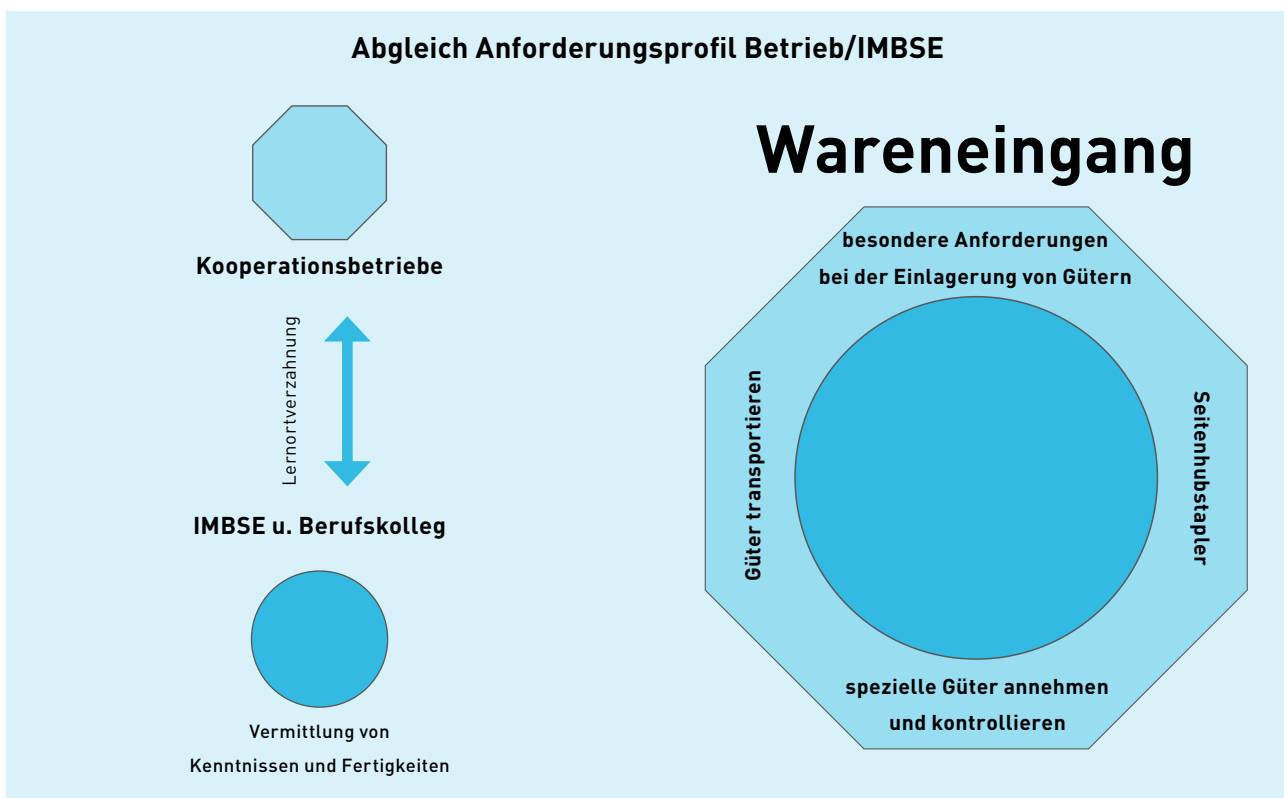 Abgleich Anforderungsprofil Betrieb/IMBSE
Kooperationsbetriebe
Lernortverzahnung
IMBSE u. Berufskolleg
Vermittlung von
Kenntnissen und Fertigkeiten
Wareneingang
besondere Anforderungen
bei der Einlagerung von Gütern
Güter transportieren
Seitenhubstapler
spezielle Güter annehmen
und kontrollieren